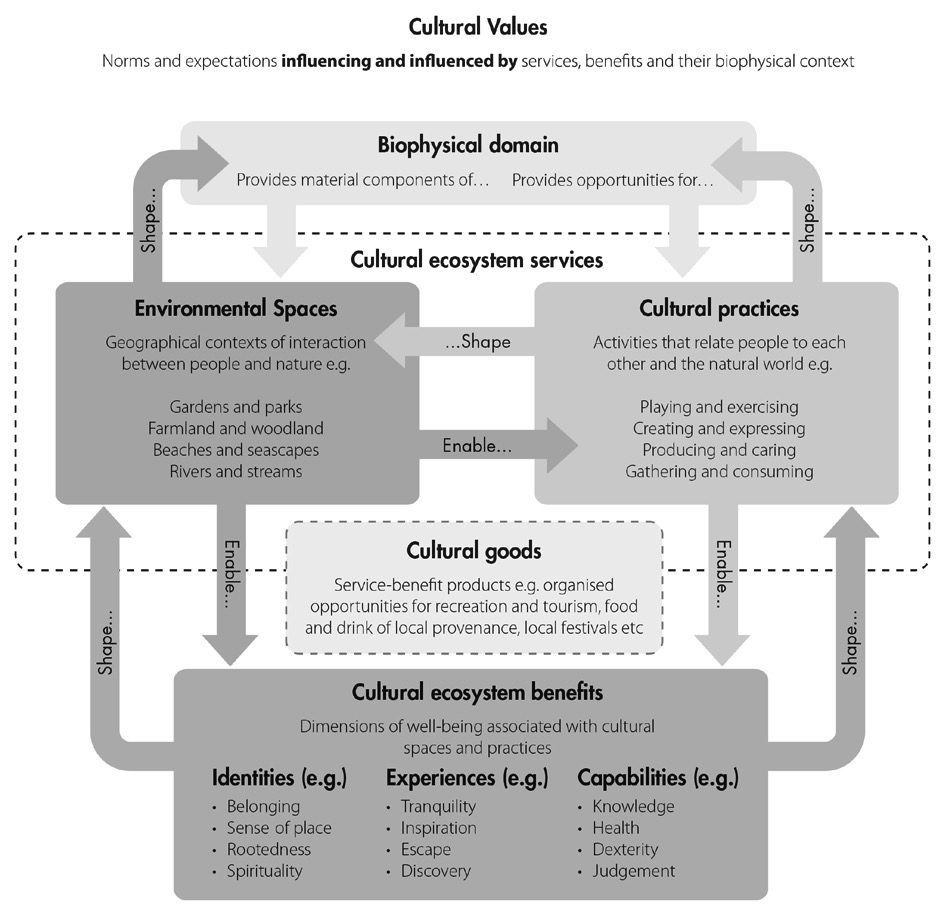 Cultural Values
Norms and expectations influencing and influenced by services, benefits and their biophysical context
Biophysical domain
Provides material components of…
Provides opportunities for…
Shape…
Shape…
Cultural ecosystem services
Environmental Spaces
Geographical contexts of interaction
between people and nature e.g.
Gardens and parks
Farmland and woodland
Beaches and seascapes
Rivers and streams
…Shape
Enable…
Cultural practices
Activities that relate people to each
other and the natural world e.g.
Playing and exercising
Creating and expressing
Producing and caring
Gathering and consuming
Shape…
Enable…
Cultural goods
Service-benefit products e.g. organised
opportunities for recreation and tourism, food
and drink of local provenance, local festivals etc
Enable…
Shape…
Cultural ecosystem benefits
Dimensions of well-being associated with cultural
spaces and practices
Identities (e.g.)
• Belonging
• Sense of place
• Rootedness
• Spirituality
Experiences (e.g.)
• Tranquility
• Inspiration
• Escape
• Discovery
Capabilities (e.g.)
• Knowledge
• Health
• Dexterity
• Judgement